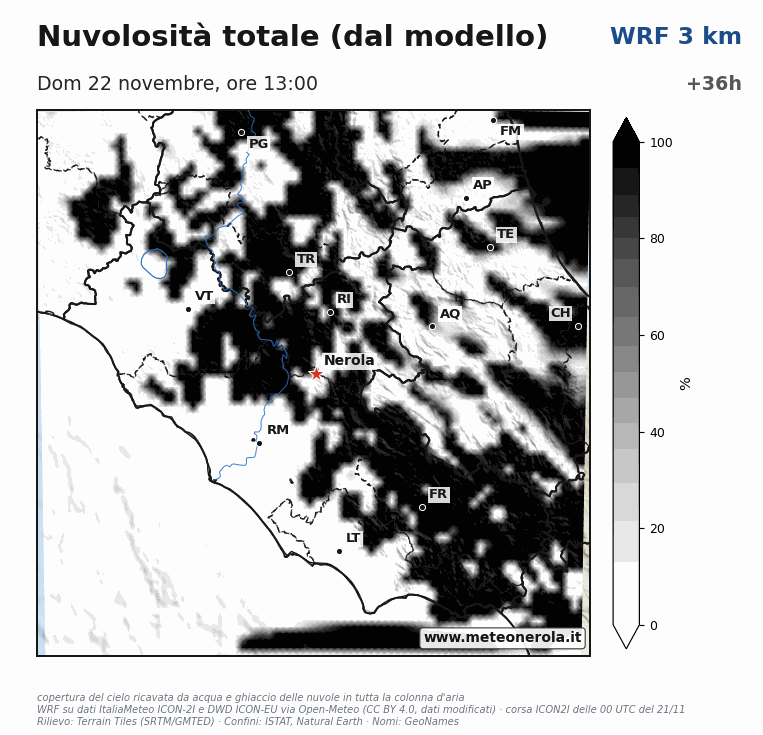 Nuvolosità totale (dal modello)
WRF 3 km
Dom 22 novembre, ore 13:00
+36h
FM
PG
AP
TE
TR
VT
RI
AQ
CH
Nerola
RM
FR
LT
www.meteonerola.it
100
80
60
40
20
0
%
copertura del cielo ricavata da acqua e ghiaccio delle nuvole in tutta la colonna d'aria
WRF su dati ItaliaMeteo ICON-2I e DWD ICON-EU via Open-Meteo (CC BY 4.0, dati modificati) · corsa ICON2I delle 00 UTC del 21/11
Rilievo: Terrain Tiles (SRTM/GMTED) · Confini: ISTAT, Natural Earth · Nomi: GeoNames